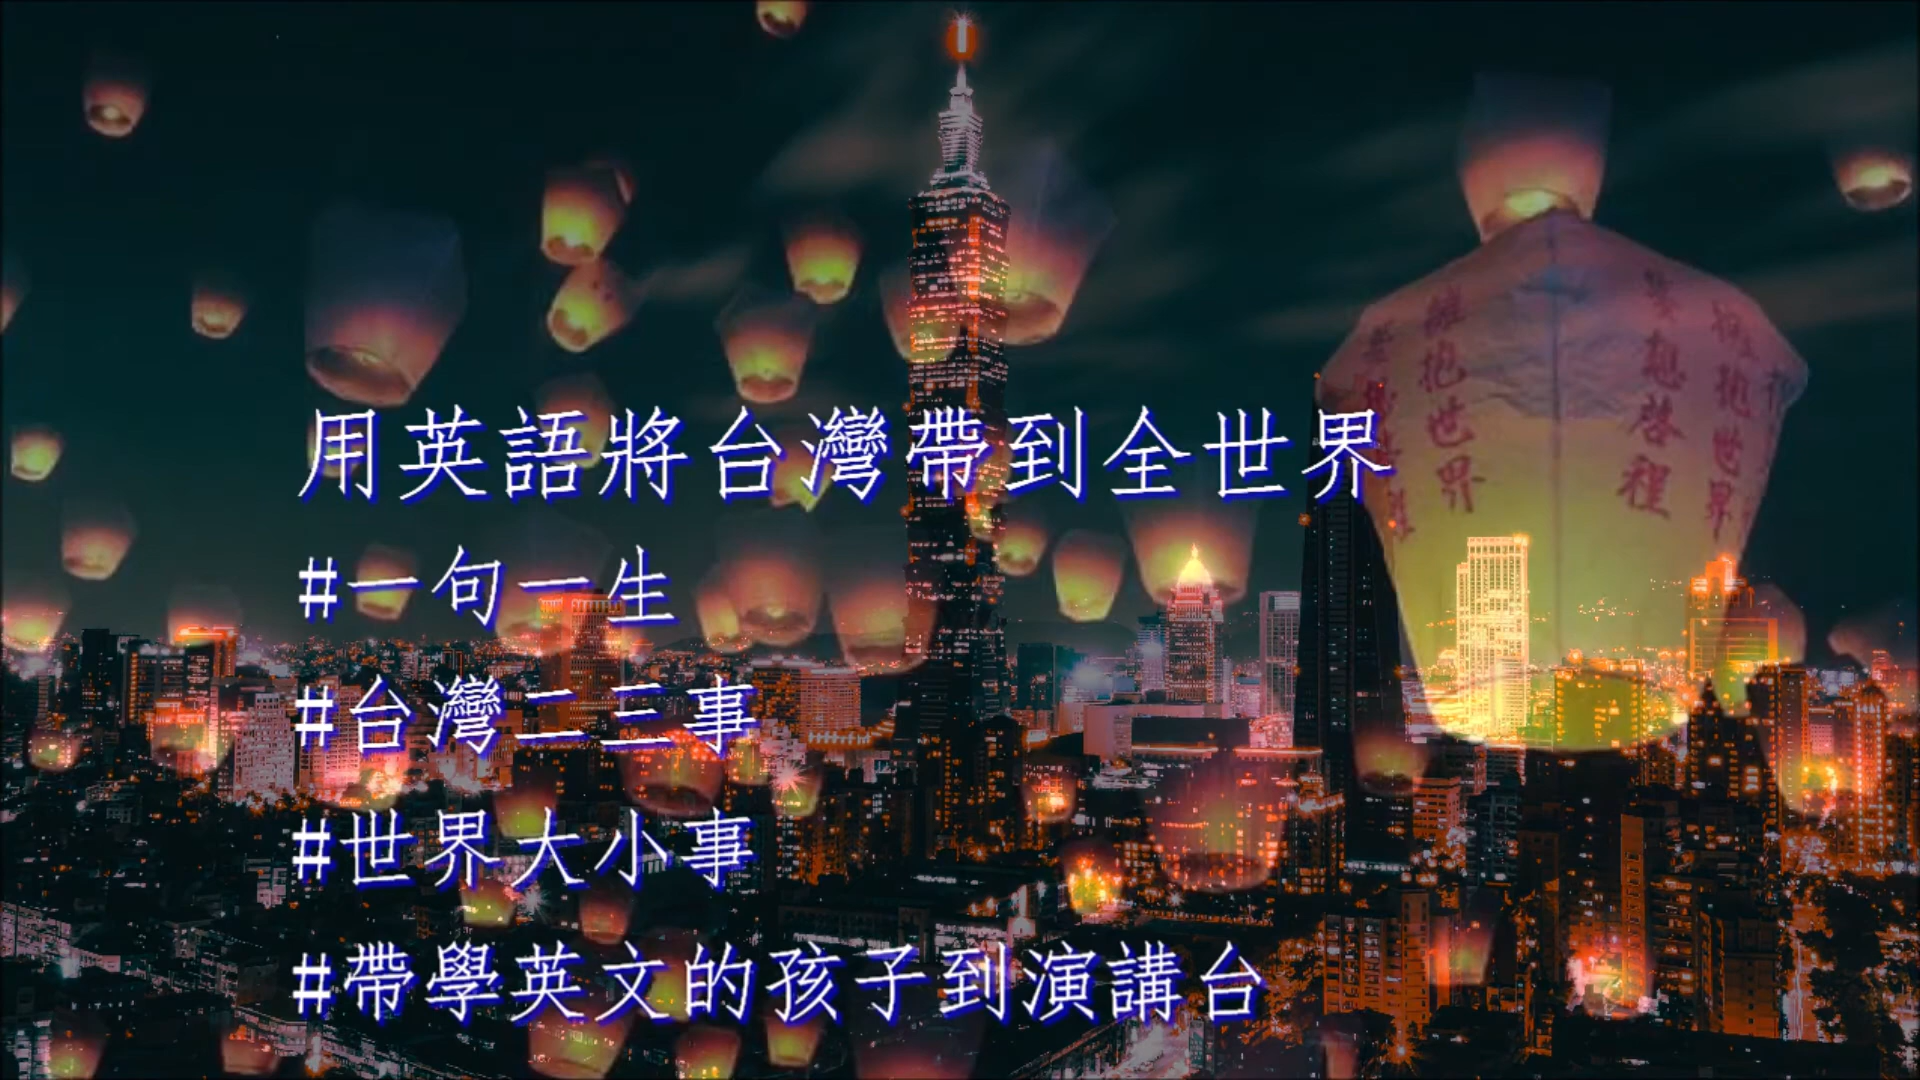 用英語將台灣帶到全世界
#一句一生
#台灣二三事
#世界大小事
#帶學英文的孩子到演講台